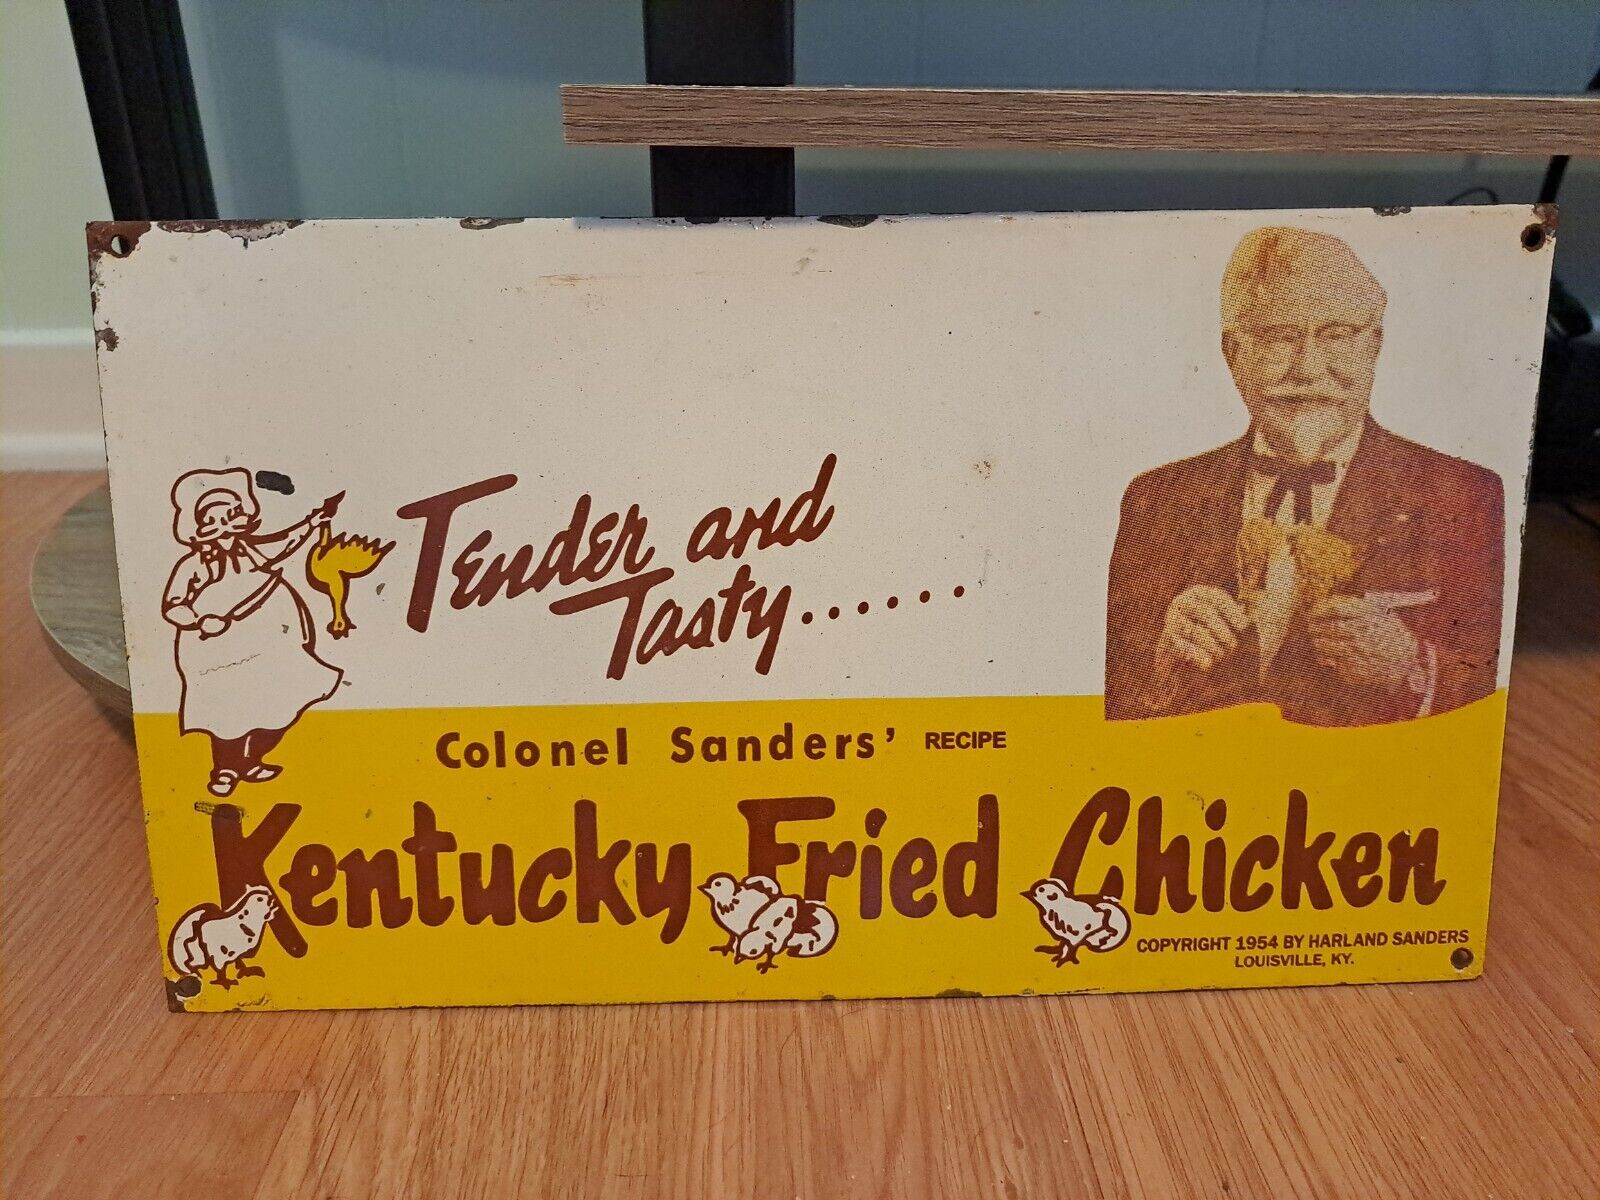 Tender and
Tasty......
Colonel Sanders' RECIPE
Kentucky Fried Chicken
COPYRIGHT 1954 BY HARLAND SANDERS
LOUISVILLE, KY.